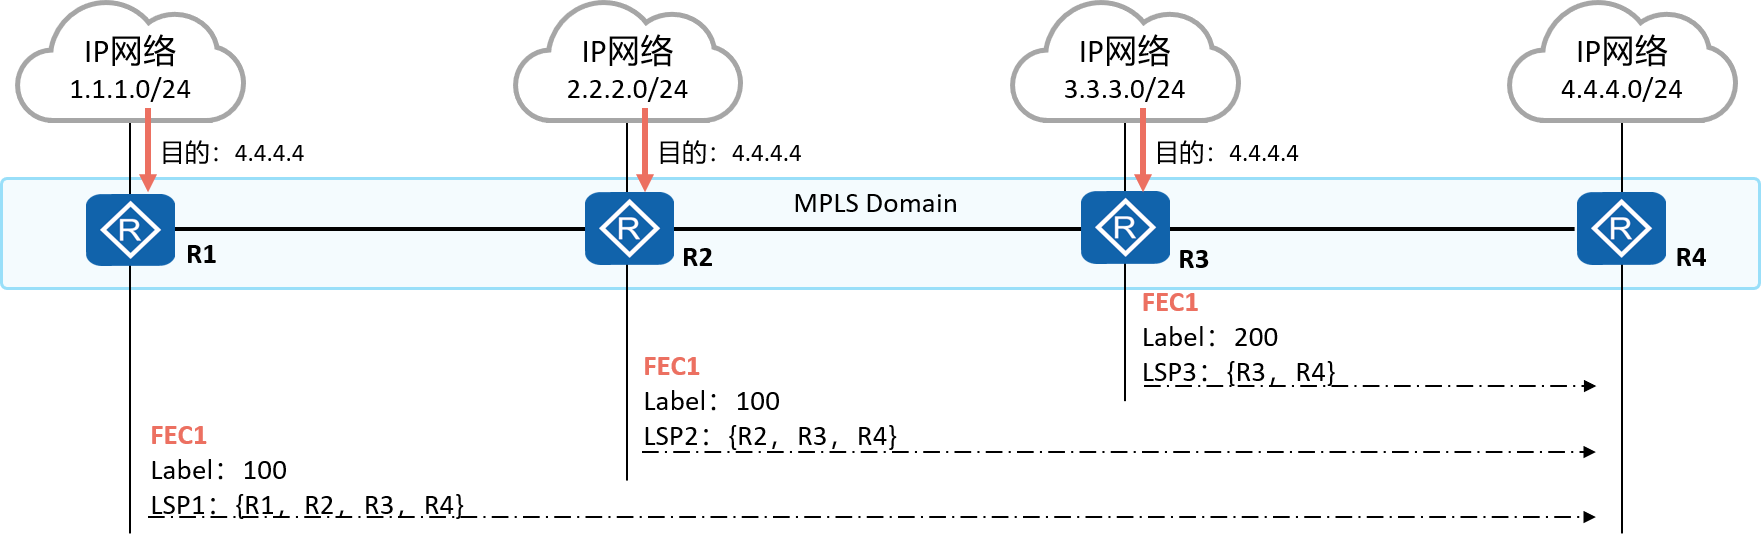 IP网络
1.1.1.0/24
IP网络
2.2.2.0/24
IP网络
3.3.3.0/24
IP网络
4.4.4.0/24
目的：4.4.4.4
目的：4.4.4.4
目的：4.4.4.4
MPLS Domain
R
R1
R
R2
R
R3
R
R4
FEC1
Label：200
LSP3：{R3，R4}
FEC1
Label：100
LSP2：{R2，R3，R4}
FEC1
Label：100
LSP1：{R1，R2，R3，R4}